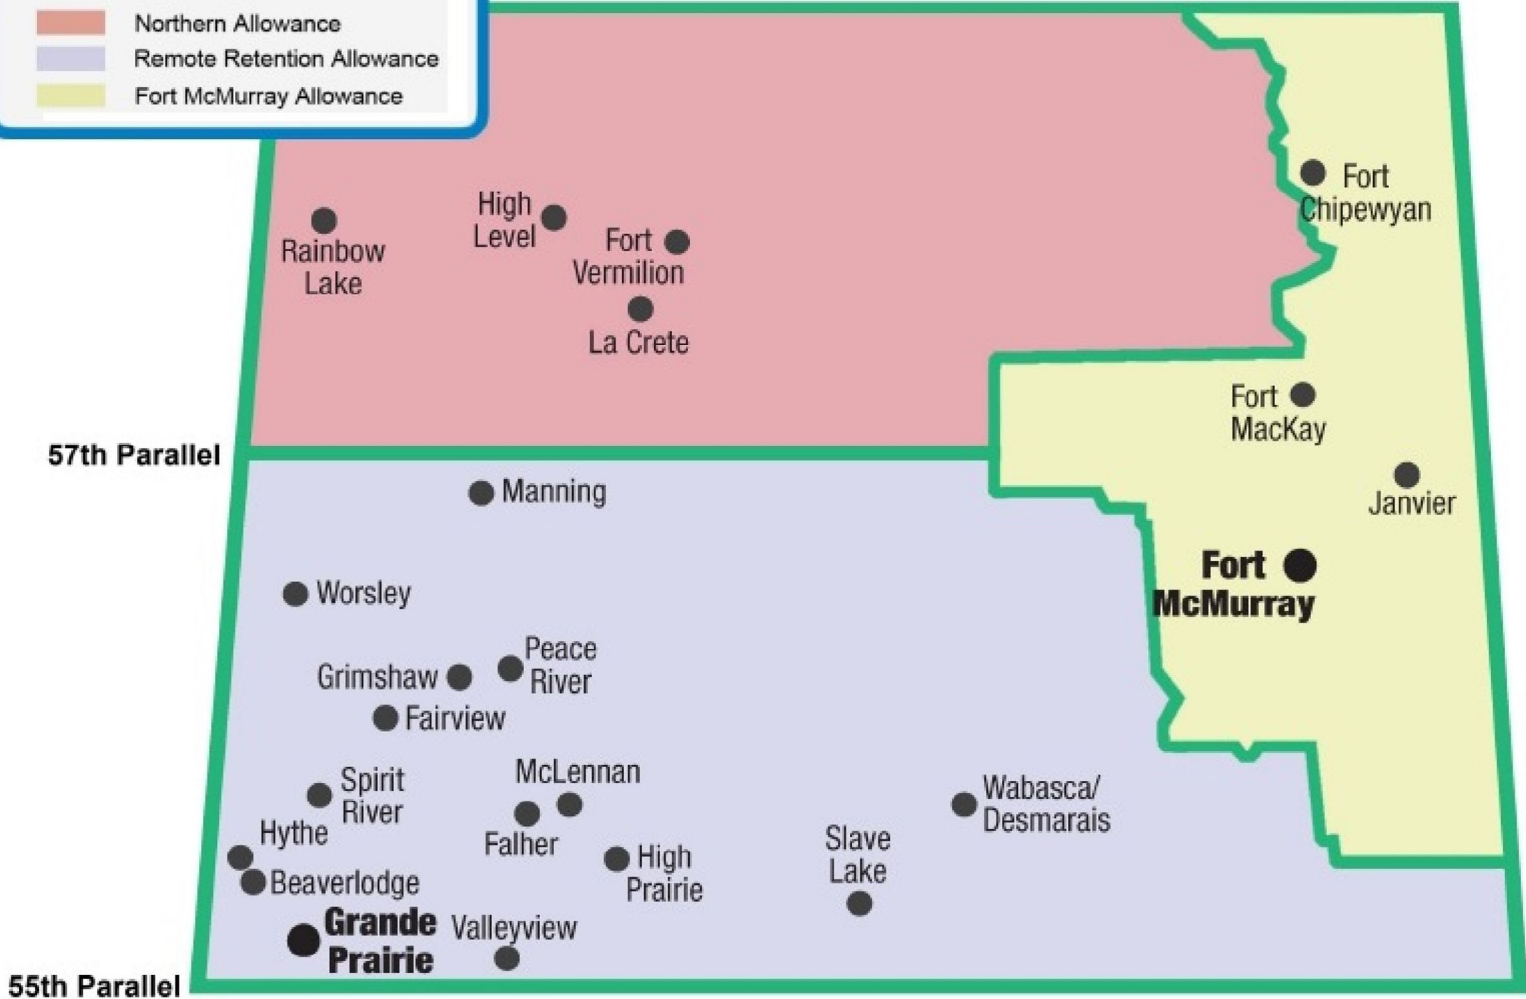 Northern Allowance
Remote Retention Allowance
Fort McMurray Allowance
Fort
Chipewyan
High
Level
Rainbow
Lake
Fort
Vermilion
La Crete
Fort
MacKay
57th Parallel
Janvier
Manning
Fort
McMurray
Worsley
Peace
River
Grimshaw
Fairview
Spirit
River
McLennan
Wabasca/
Desmarais
Hythe
Falher
Slave
Lake
High
Prairie
Beaverlodge
Grande
Prairie
Valleyview
55th Parallel